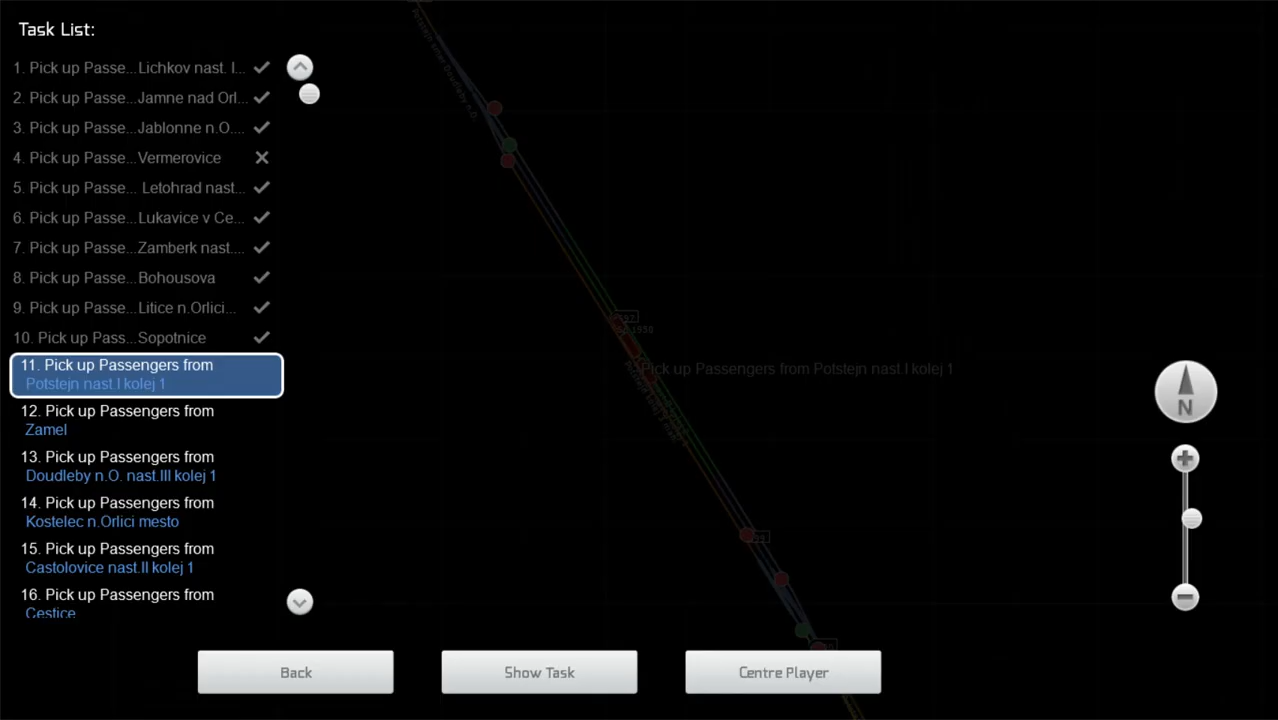 Task List:
1. Pick up Passe...Lichkov nast. I...
2. Pick up Passe...Jamne nad Orl...
3. Pick up Passe...Jablonne n.O....
4. Pick up Passe...Vermerovice
5. Pick up Passe... Letohrad nast...
6. Pick up Passe...Lukavice v Ce...
7. Pick up Passe...Zamberk nast....
8. Pick up Passe...Bohousova
9. Pick up Passe...Litice n.Orlici...
10. Pick up Pass...Sopotnice
11. Pick up Passengers from
Potstejn nast.I kolej 1
12. Pick up Passengers from
Zamel
13. Pick up Passengers from
Doudleby n.O. nast.III kolej 1
14. Pick up Passengers from
Kostelec n.Orlici mesto
15. Pick up Passengers from
Castolovice nast.II kolej 1
16. Pick up Passengers from
Cestice
Potstejn smer Doudleby n.O.
Pick up Passengers from Potstejn nast.I kolej 1
N
Back
Show Task
Centre Player